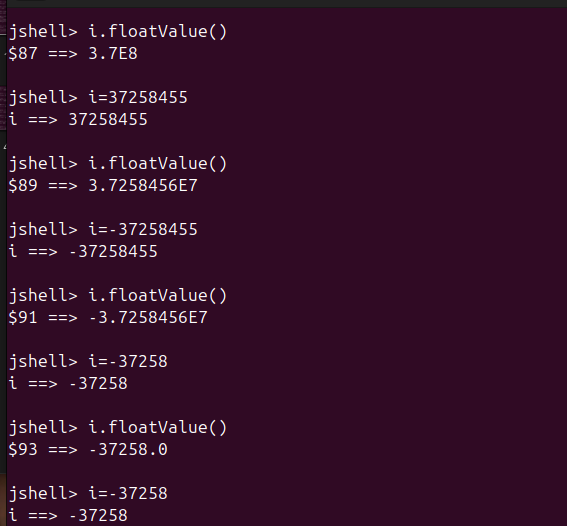 jshell> i.floatValue()
$87 ==> 3.7E8
jshell> i=37258455
i ==> 37258455
jshell> i.floatValue()
$89 ==> 3.7258456E7
jshell> i=-37258455
i ==> -37258455
jshell> i.floatValue()
$91 ==> -3.7258456E7
jshell> i=-37258
i ==> -37258
jshell> i.floatValue()
$93 ==> -37258.0
jshell> i=-37258
i ==> -37258